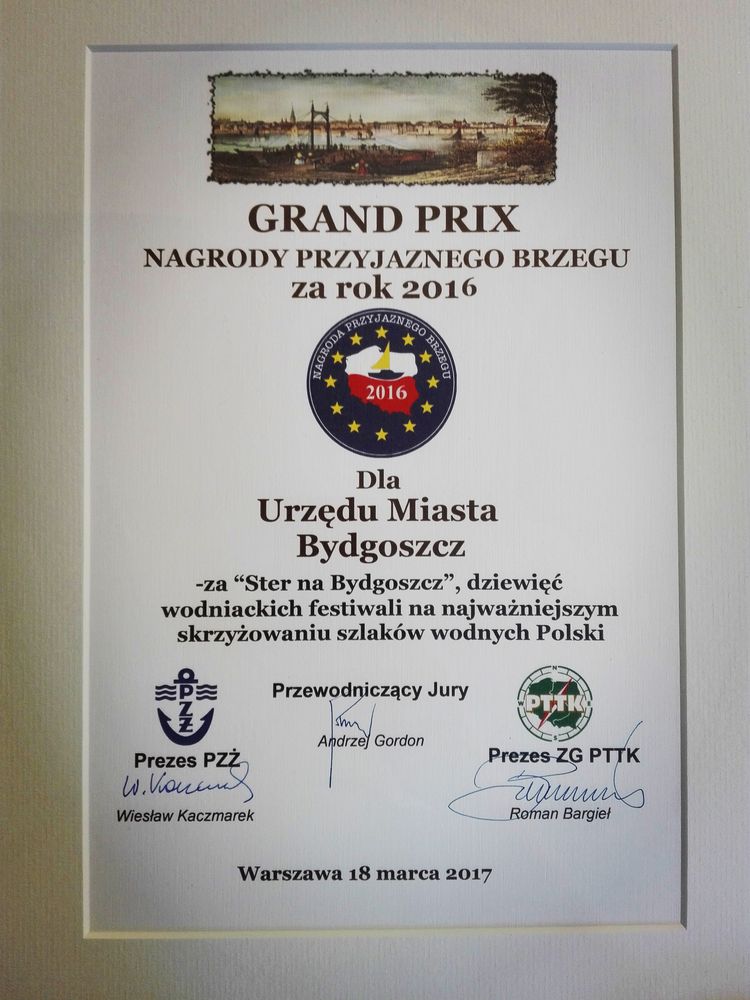 GRAND PRIX
NAGRODY PRZYJAZNEGO BRZEGU
za rok 2016
NAGRODA PRZYJAZNEGO BRZEGU
2016
Dla
Urzędu Miasta
Bydgoszcz
-za “Ster na Bydgoszcz”, dziewięć
wodniackich festiwali na najważniejszym
skrzyżowaniu szlaków wodnych Polski
PZŻ
Prezes PZŻ
W. Kaczmarek
Wiesław Kaczmarek
Przewodniczący Jury
Andrzej Gordon
N
PTTK
S
Prezes ZG PTTK
Roman Bargieł
Warszawa 18 marca 2017